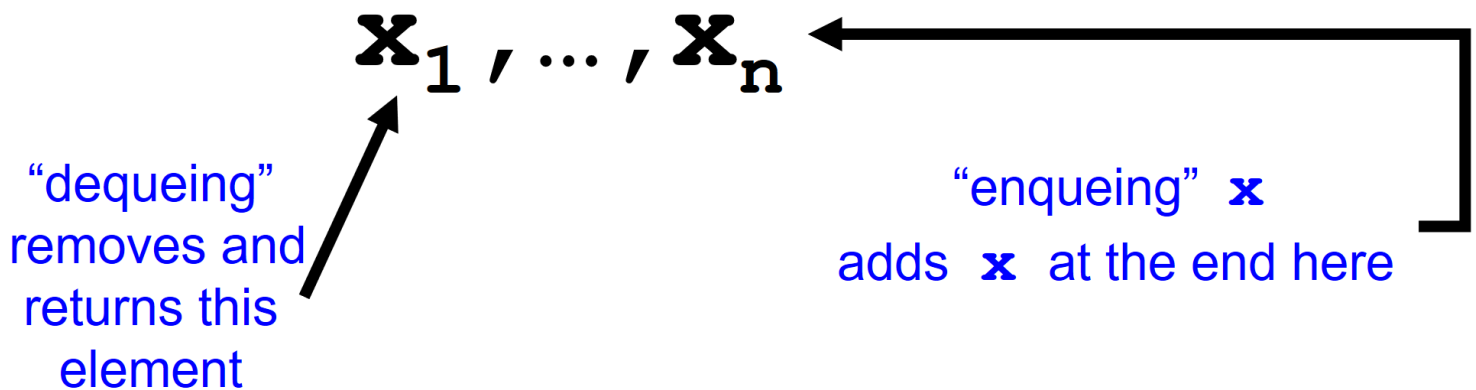 x₁,…,xₙ
“dequeing”
removes and
returns this
element
“enqueing” x
adds x at the end here